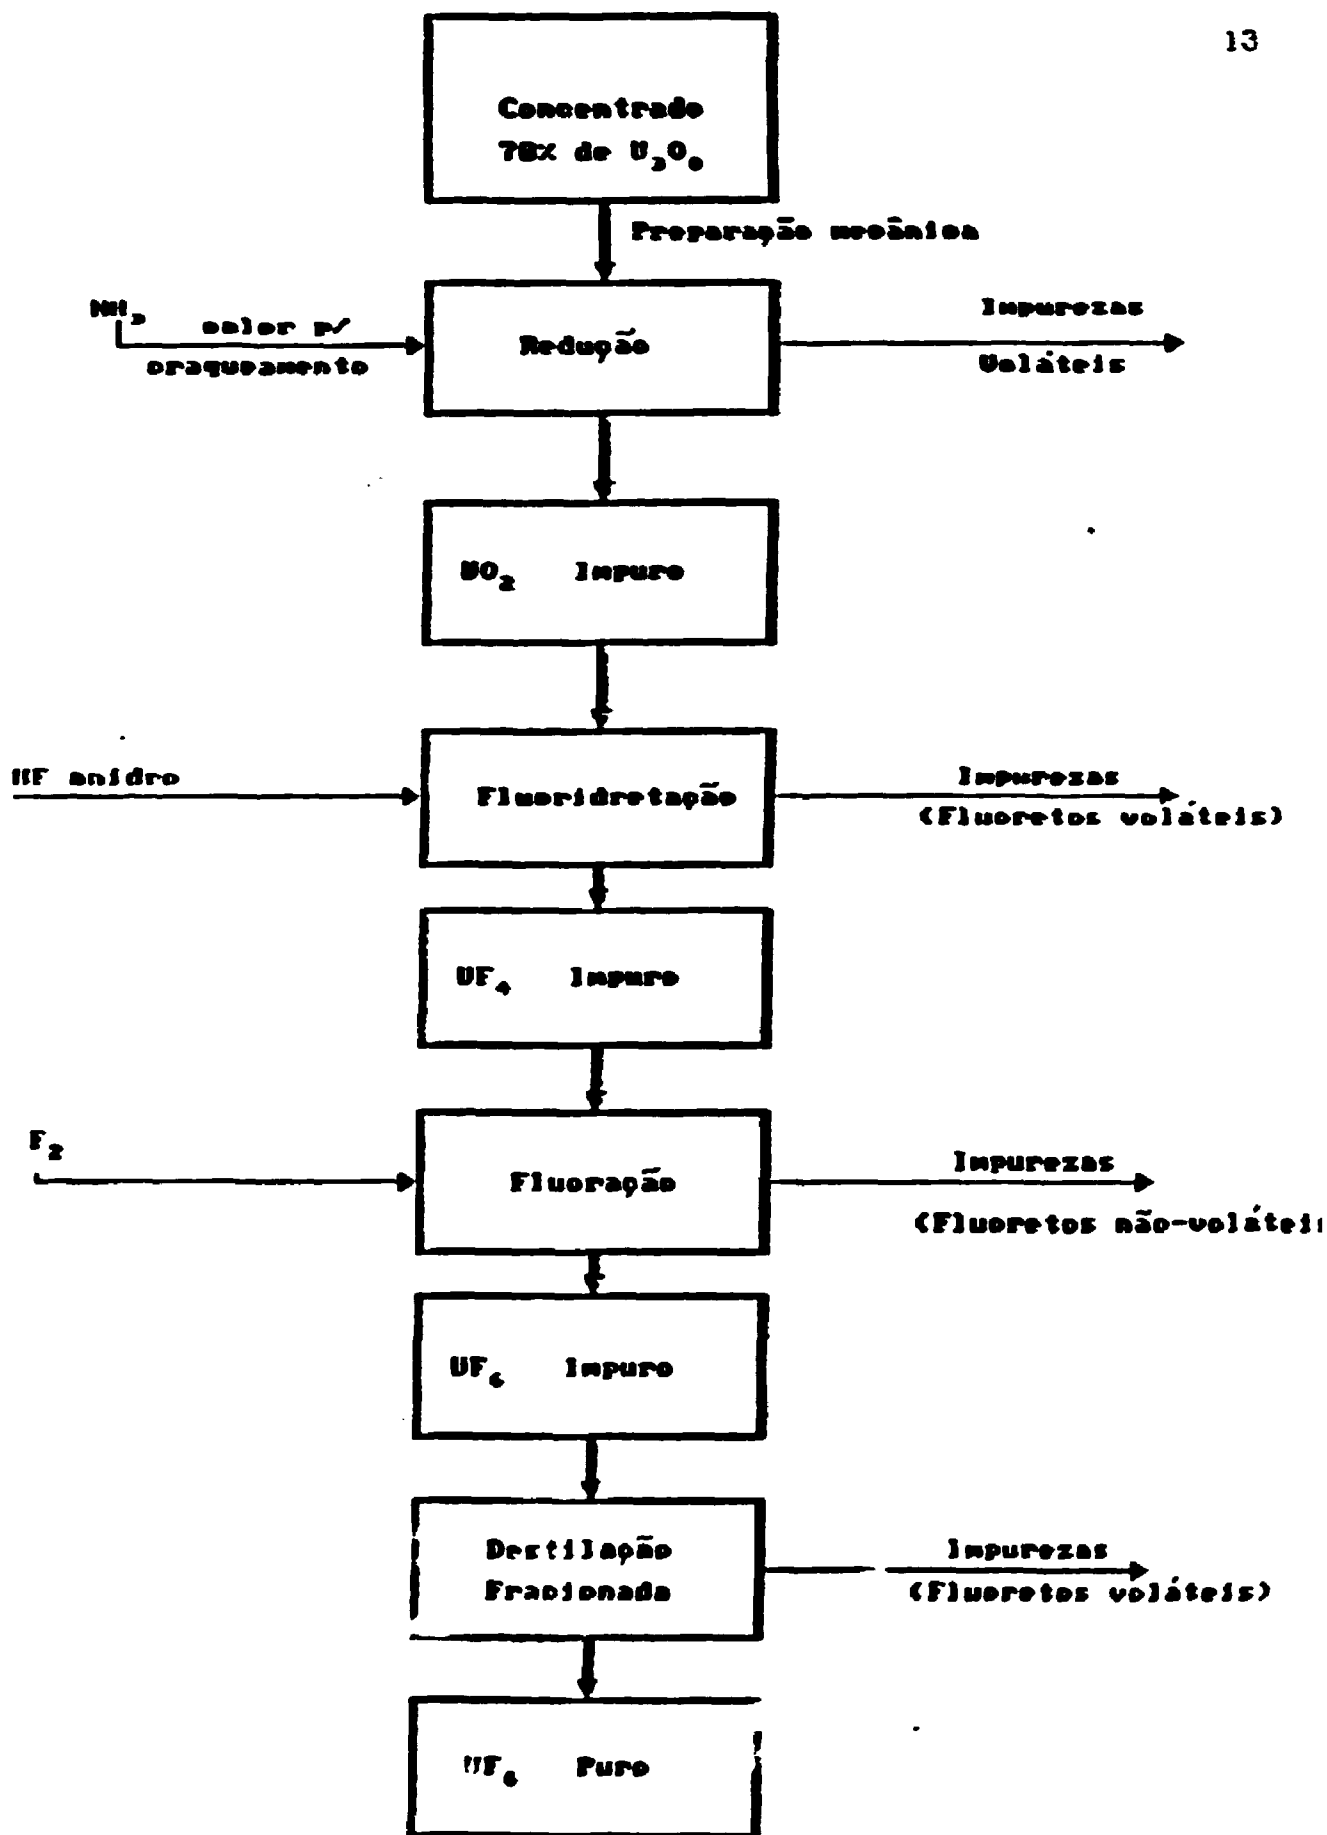 13
Concentrado
70% de U₃O₈
Preparação mecânica
NH₃
calor p/
craqueamento
Redução
Impurezas
Voláteis
UO₂ Impuro
HF anidro
Fluoridretação
Impurezas
(Fluoretos voláteis)
UF₄ Impuro
F₂
Fluoração
Impurezas
(Fluoretos não-voláteis
UF₆ Impuro
Destilação
Fracionada
Impurezas
(Fluoretos voláteis)
UF₆ Puro